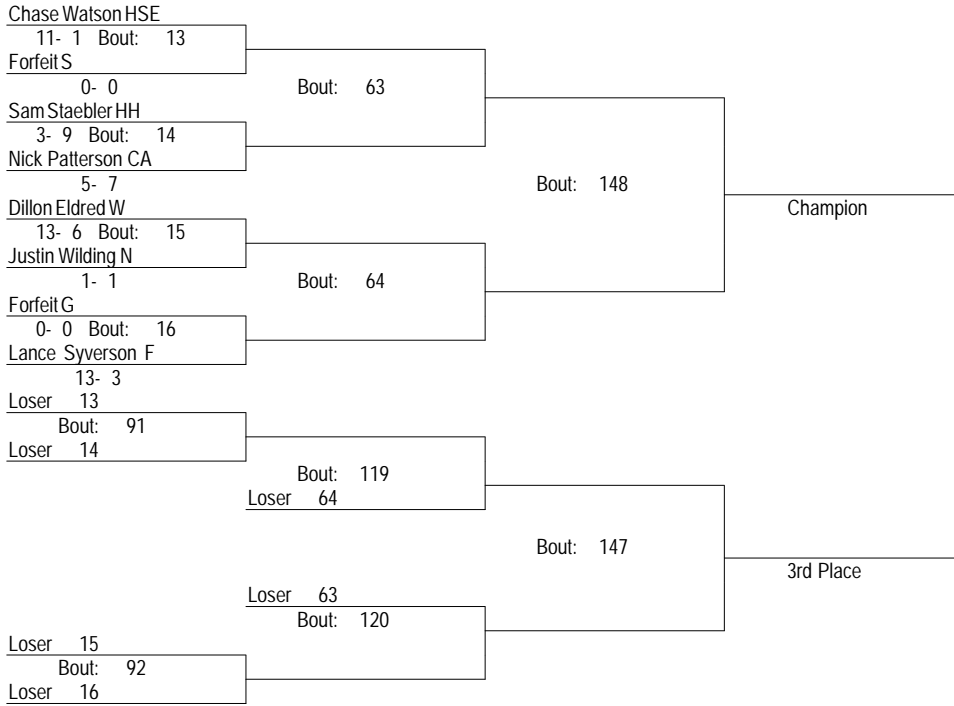 Chase Watson HSE
11- 1 Bout: 13
Forfeit S
0- 0
Bout: 63
Sam Staebler HH
3- 9 Bout: 14
Nick Patterson CA
5- 7
Bout: 148
Dillon Eldred W
Champion
13- 6 Bout: 15
Justin Wilding N
1- 1
Bout: 64
Forfeit G
0- 0 Bout: 16
Lance Syverson F
13- 3
Loser 13
Bout: 91
Loser 14
Bout: 119
Loser 64
Bout: 147
3rd Place
Loser 63
Bout: 120
Loser 15
Bout: 92
Loser 16